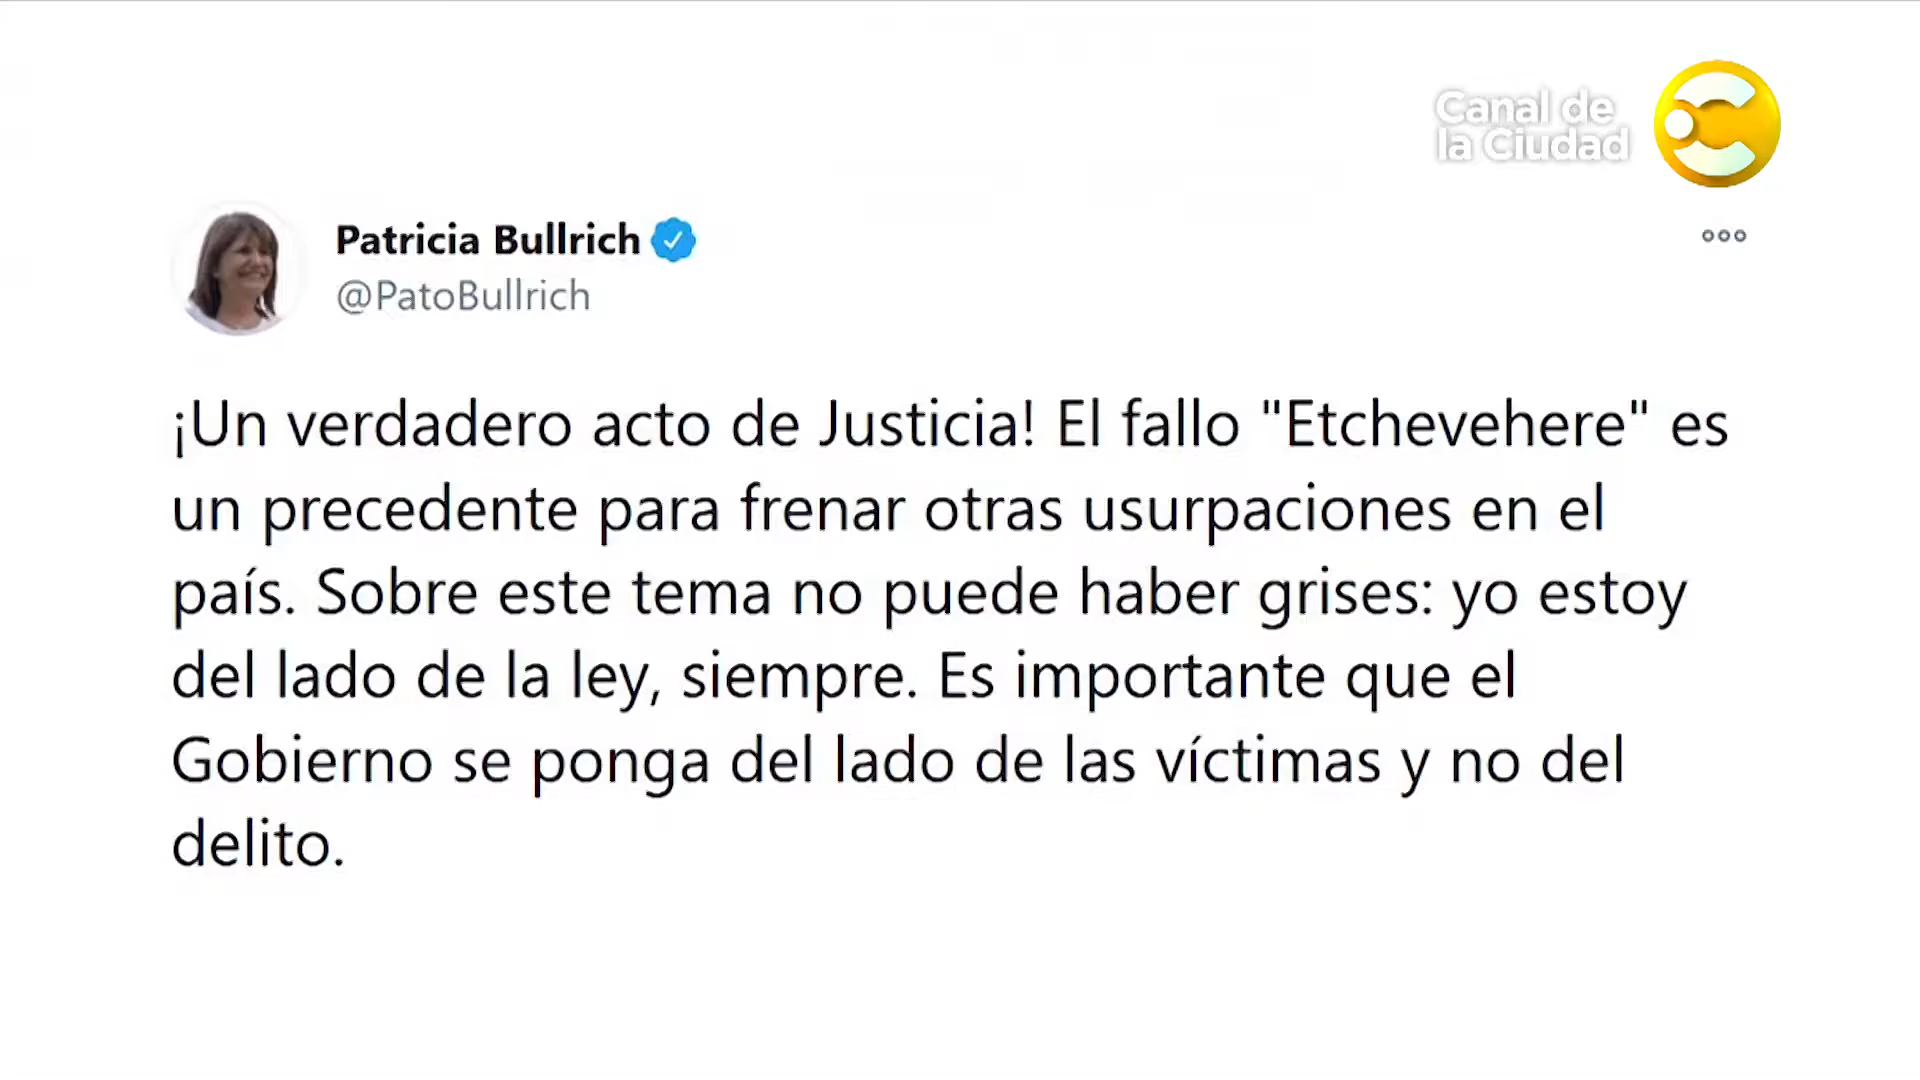 Canal de
la Ciudad
Patricia Bullrich
@PatoBullrich
¡Un verdadero acto de Justicia! El fallo "Etchevehere" es
un precedente para frenar otras usurpaciones en el
país. Sobre este tema no puede haber grises: yo estoy
del lado de la ley, siempre. Es importante que el
Gobierno se ponga del lado de las víctimas y no del
delito.